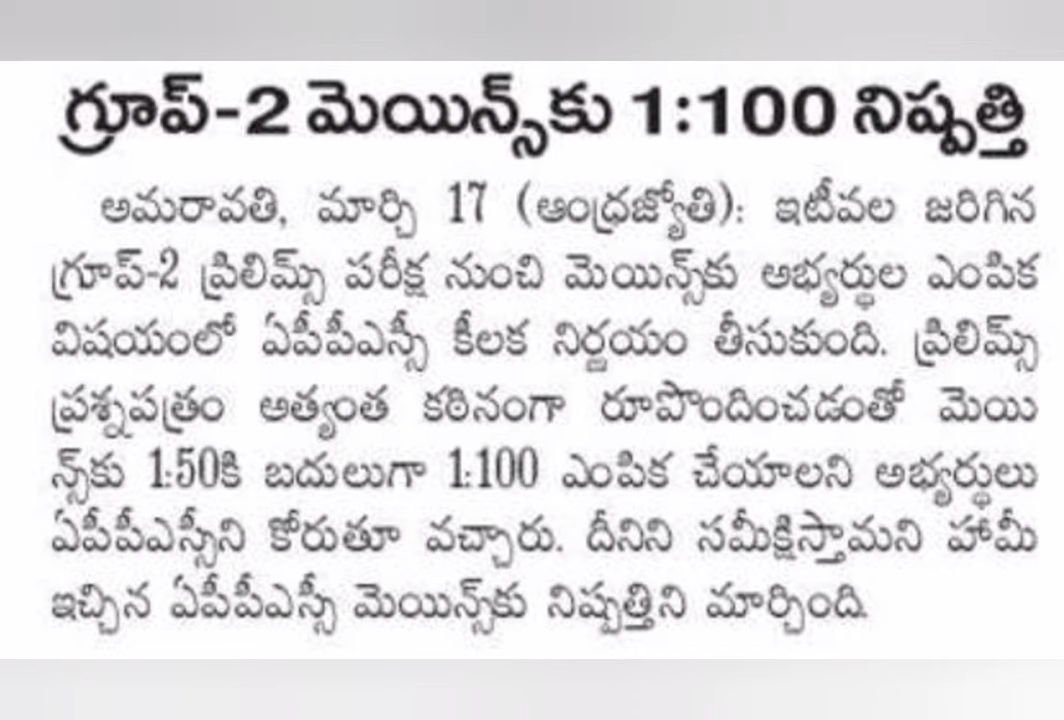 గ్రూప్-2 మెయిన్స్‌కు 1:100 నిష్పత్తి
అమరావతి, మార్చి 17 (ఆంధ్రజ్యోతి): ఇటీవల జరిగిన
గ్రూప్-2 ప్రిలిమ్స్ పరీక్ష నుంచి మెయిన్స్‌కు అభ్యర్థుల ఎంపిక
విషయంలో ఏపీపీఎస్సీ కీలక నిర్ణయం తీసుకుంది. ప్రిలిమ్స్
ప్రశ్నపత్రం అత్యంత కఠినంగా రూపొందించడంతో మెయి
న్స్‌కు 1:50కి బదులుగా 1:100 ఎంపిక చేయాలని అభ్యర్థులు
ఏపీపీఎస్సీని కోరుతూ వచ్చారు. దీనిని సమీక్షిస్తామని హామీ
ఇచ్చిన ఏపీపీఎస్సీ మెయిన్స్‌కు నిష్పత్తిని మార్చింది.